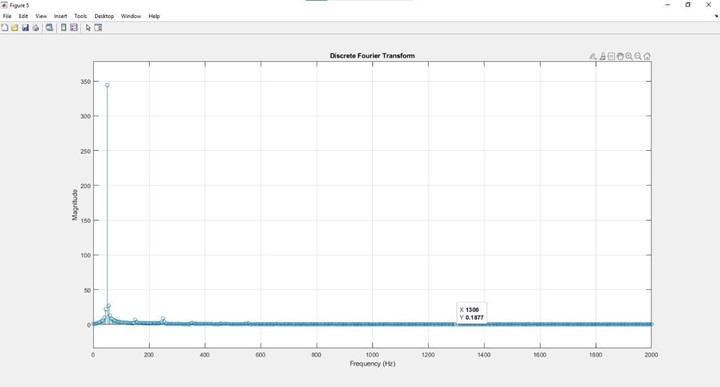 Figure 5
File Edit View Insert Tools Desktop Window Help
Discrete Fourier Transform
350
300
250
200
150
100
50
0
Magnitude
X 1300
Y 0.1877
0 200 400 600 800 1000 1200 1400 1600 1800 2000
Frequency (Hz)